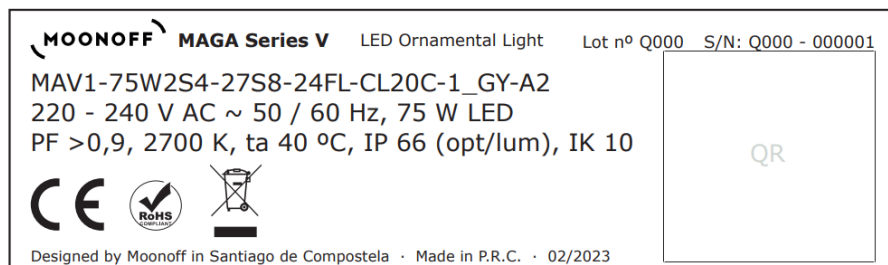 MOONOFF MAGA Series V LED Ornamental Light Lot nº Q000 S/N: Q000 - 000001
MAV1-75W2S4-27S8-24FL-CL20C-1_GY-A2
220 - 240 V AC ~ 50 / 60 Hz, 75 W LED
PF >0,9, 2700 K, ta 40 ºC, IP 66 (opt/lum), IK 10
QR
CE RoHS
COMPLIANT
Designed by Moonoff in Santiago de Compostela · Made in P.R.C. · 02/2023